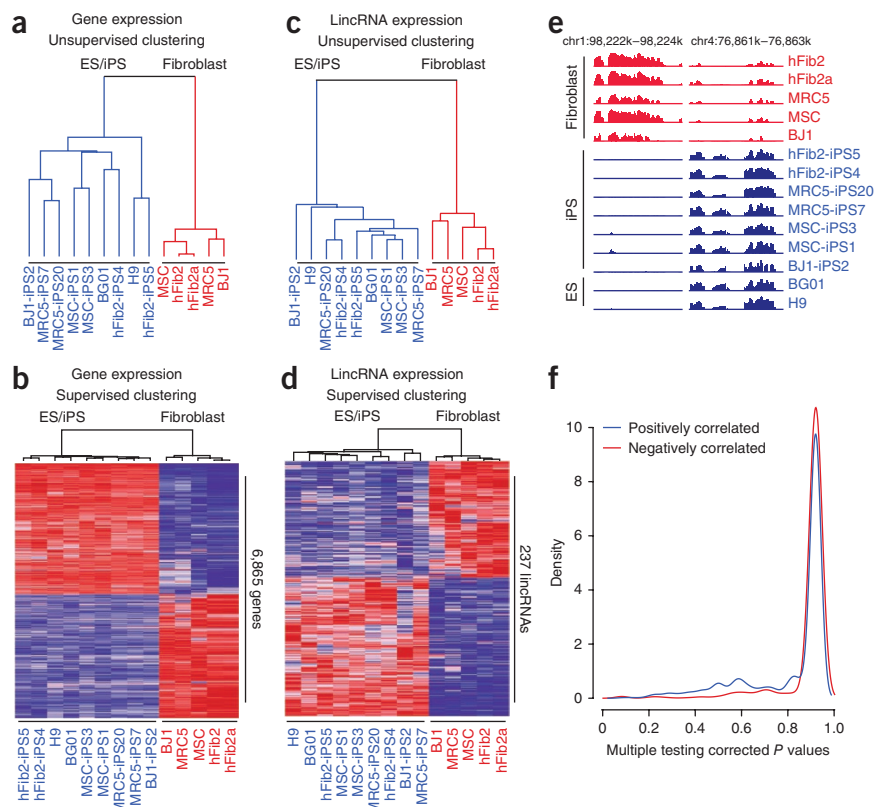 a
Gene expression
Unsupervised clustering
ES/iPS
Fibroblast
BJ1-iPS2
MRC5-iPS7
MRC5-iPS20
MSC-iPS1
MSC-iPS3
BG01
hFib2-iPS4
H9
hFib2-iPS5
MSC
hFib2
hFib2a
MRC5
BJ1
c
LincRNA expression
Unsupervised clustering
ES/iPS
Fibroblast
BJ1-iPS2
H9
MRC5-iPS20
hFib2-iPS4
hFib2-iPS5
BG01
MSC-iPS1
MSC-iPS3
MRC5-iPS7
BJ1
MRC5
MSC
hFib2
hFib2a
e
chr1:98,222k–98,224k
chr4:76,861k–76,863k
Fibroblast
hFib2
hFib2a
MRC5
MSC
BJ1
iPS
hFib2-iPS5
hFib2-iPS4
MRC5-iPS20
MRC5-iPS7
MSC-iPS3
MSC-iPS1
BJ1-iPS2
ES
BG01
H9
b
Gene expression
Supervised clustering
ES/iPS
Fibroblast
6,865 genes
hFib2-iPS5
hFib2-iPS4
H9
BG01
MSC-iPS3
MSC-iPS1
MRC5-iPS20
MRC5-iPS7
BJ1-iPS2
BJ1
MRC5
MSC
hFib2
hFib2a
d
LincRNA expression
Supervised clustering
ES/iPS
Fibroblast
237 lincRNAs
H9
BG01
hFib2-iPS5
MSC-iPS1
MSC-iPS3
MRC5-iPS20
hFib2-iPS4
BJ1-iPS2
MRC5-iPS7
BJ1
MRC5
MSC
hFib2
hFib2a
f
Positively correlated
Negatively correlated
Density
10
8
6
4
2
0
0 0.2 0.4 0.6 0.8 1.0
Multiple testing corrected P values